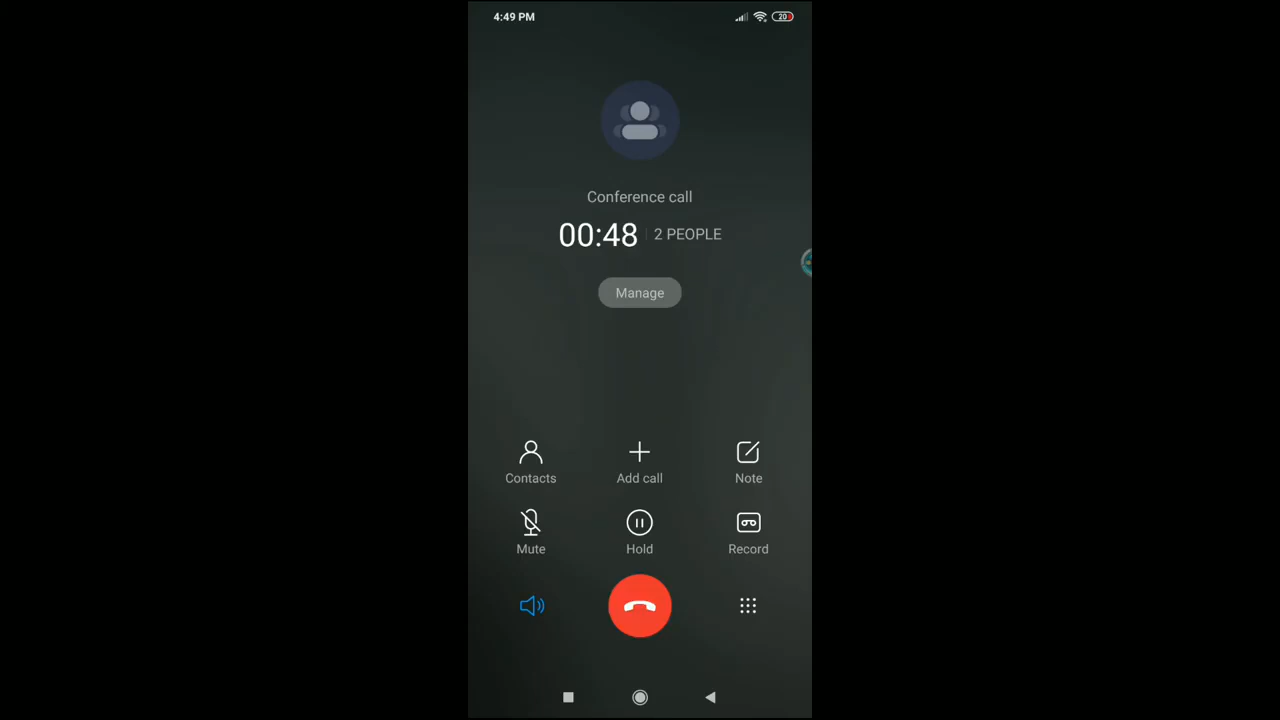 4:49 PM
20
Conference call
00:48 2 PEOPLE
Manage
Contacts
Add call
Note
Mute
Hold
Record